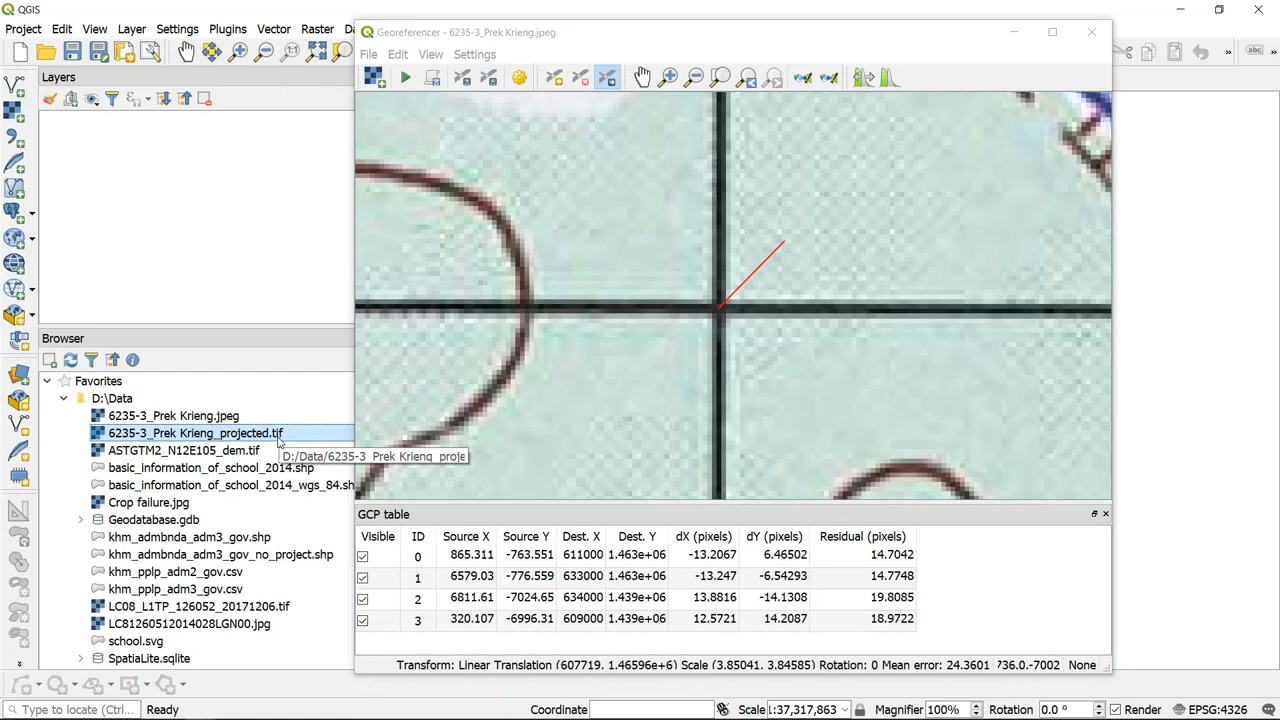 QGIS
Project Edit View Layer Settings Plugins Vector Raster Da
Layers
Browser
Favorites
D:\Data
6235-3_Prek Krieng.jpeg
6235-3_Prek Krieng_projected.tif
ASTGTM2_N12E105_dem.tif
D:/Data/6235-3_Prek Krieng_proje
basic_information_of_school_2014.shp
basic_information_of_school_2014_wgs_84.sh
Crop failure.jpg
Geodatabase.gdb
khm_admbnda_adm3_gov.shp
khm_admbnda_adm3_gov_no_project.shp
khm_pplp_adm2_gov.csv
khm_pplp_adm3_gov.csv
LC08_L1TP_126052_20171206.tif
LC81260512014028LGN00.jpg
school.svg
SpatiaLite.sqlite
Georeferencer - 6235-3_Prek Krieng.jpeg
File Edit View Settings
GCP table
Visible ID Source X Source Y Dest. X Dest. Y dX (pixels) dY (pixels) Residual (pixels)
0 865.311 -763.551 611000 1.463e+06 -13.2067 6.46502 14.7042
1 6579.03 -776.559 633000 1.463e+06 -13.247 -6.54293 14.7748
2 6811.61 -7024.65 634000 1.439e+06 13.8816 -14.1308 19.8085
3 320.107 -6996.31 609000 1.439e+06 12.5721 14.2087 18.9722
Transform: Linear Translation (607719, 1.46596e+6) Scale (3.85041, 3.84585) Rotation: 0 Mean error: 24.3601 736.0,-7002 None
abc
Type to locate (Ctrl... Ready Coordinate Scale 1:37,317,863 Magnifier 100% Rotation 0.0 ° Render EPSG:4326